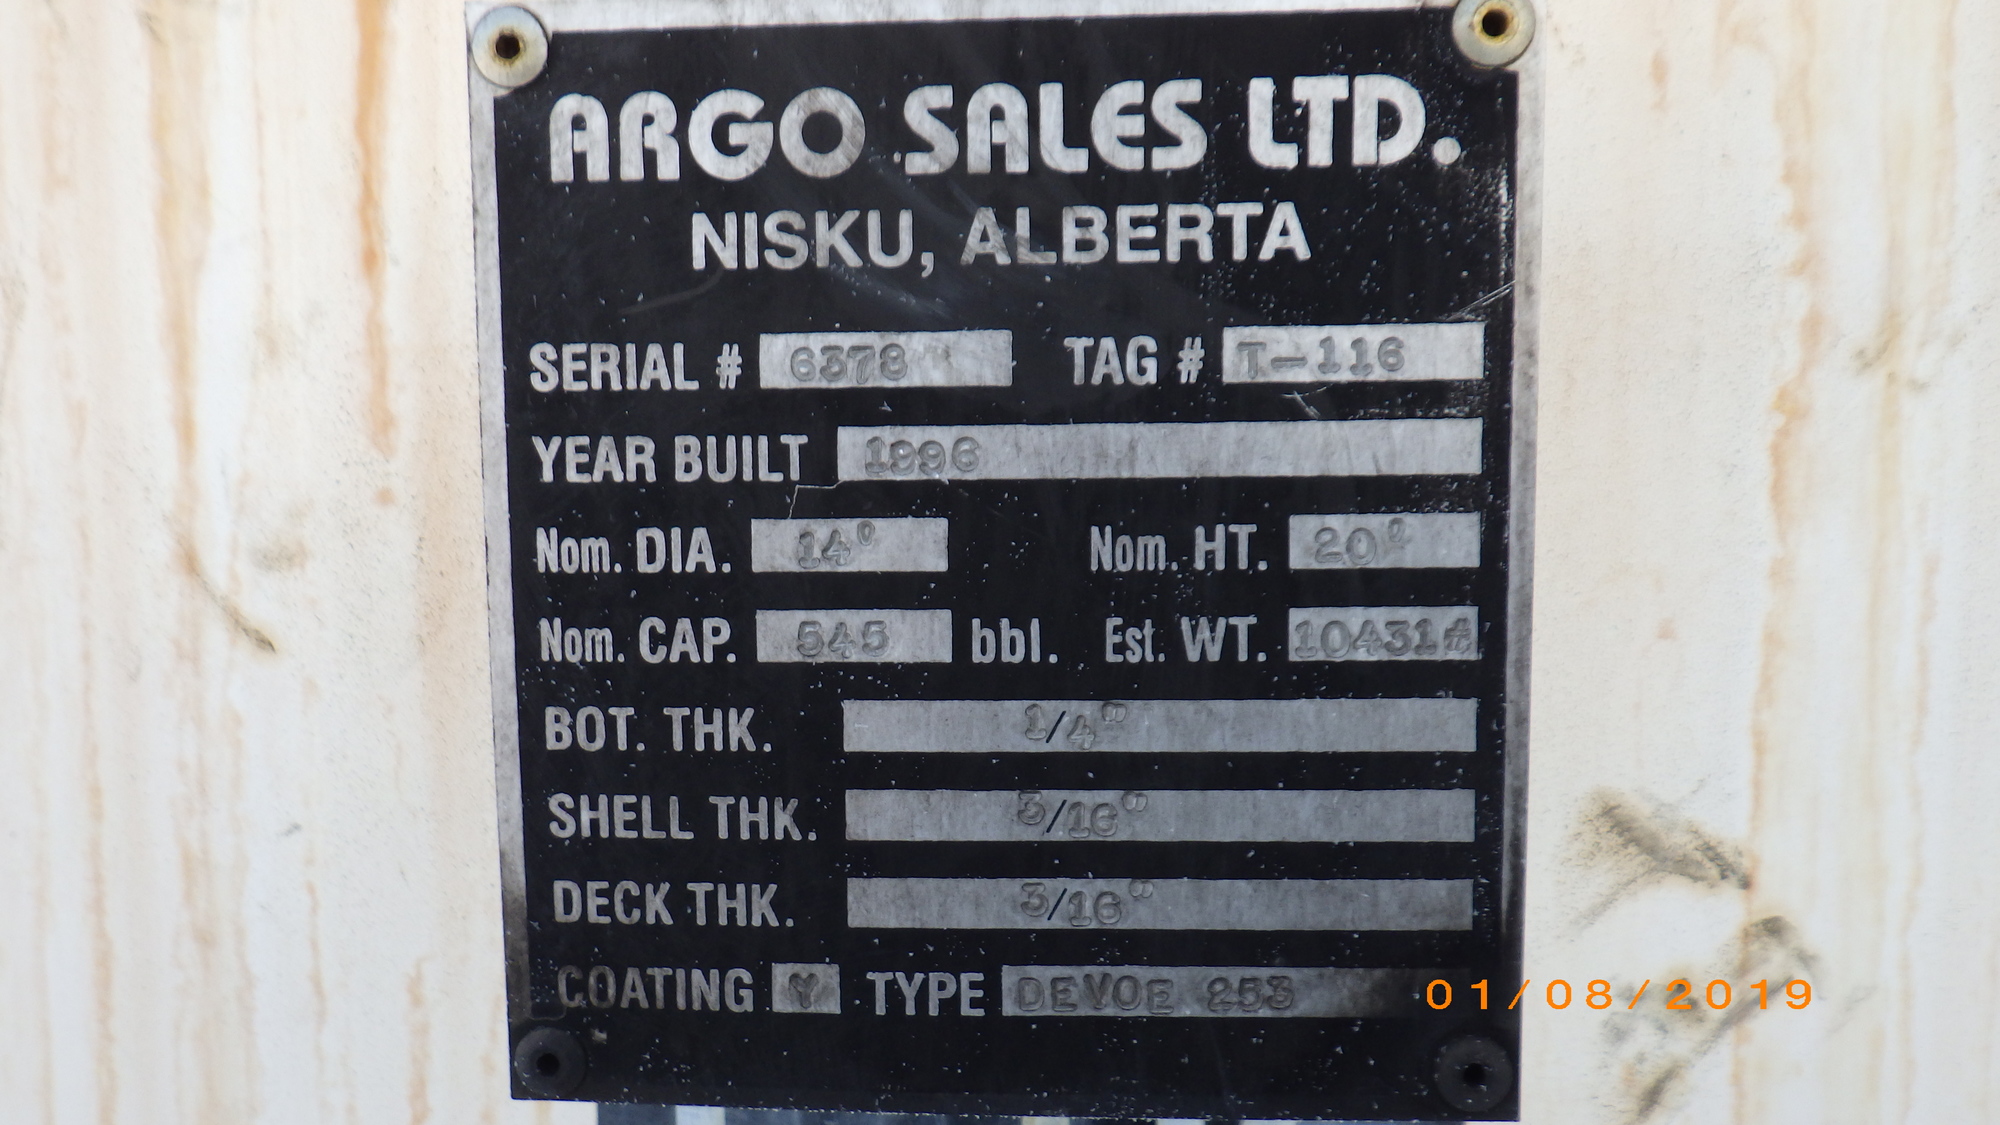 ARGO SALES LTD.
NISKU, ALBERTA
SERIAL # 6378 TAG # T-116
YEAR BUILT 1996
Nom. DIA. 14' Nom. HT. 20'
Nom. CAP. 545 bbl. Est. WT. 10431#
BOT. THK. 1/4"
SHELL THK. 3/16"
DECK THK. 3/16"
COATING Y TYPE DEVOE 253
01/08/2019